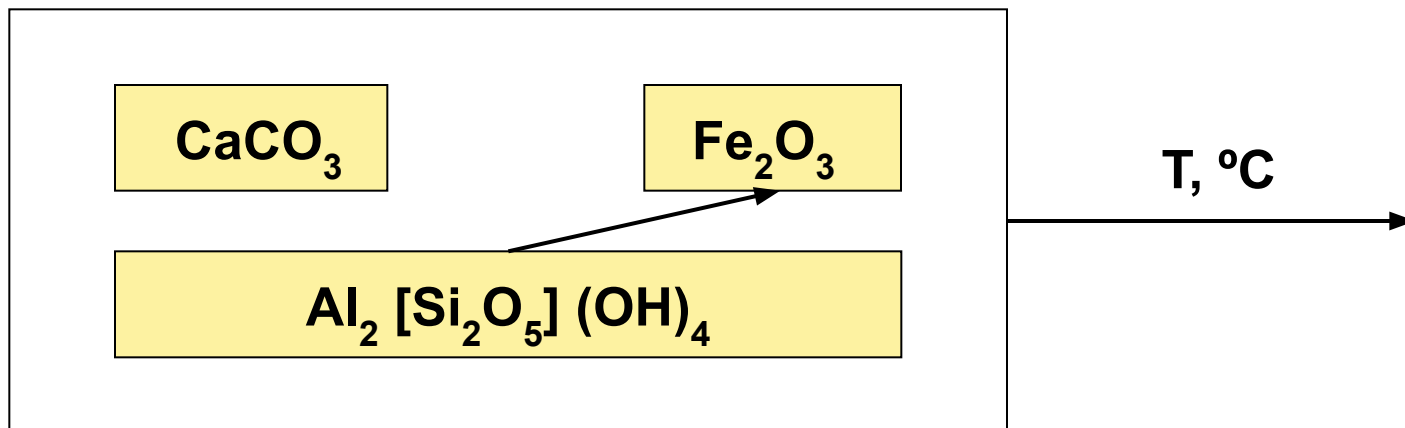 CaCO₃
Fe₂O₃
T, ºC
Al₂ [Si₂O₅] (OH)₄